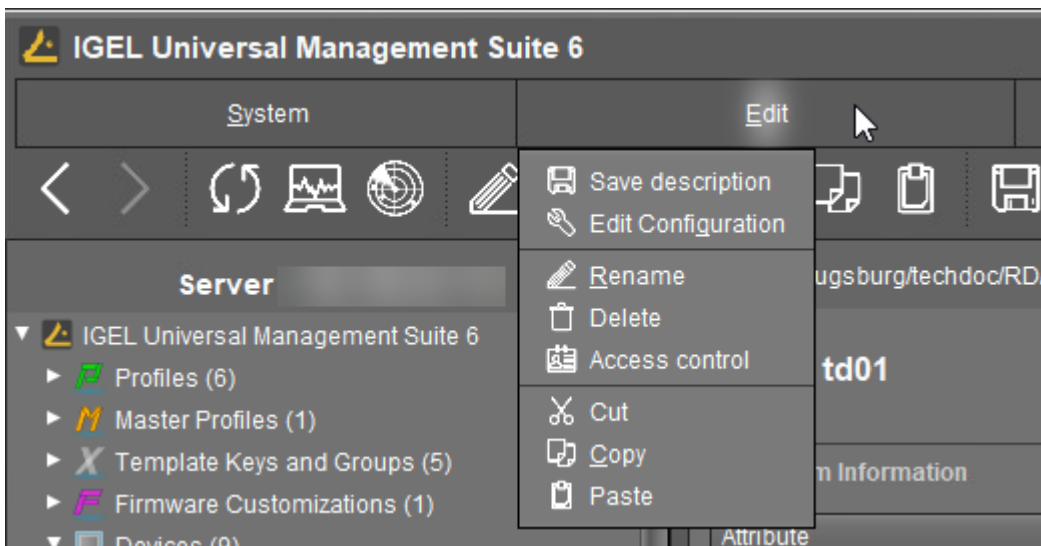 IGEL Universal Management Suite 6
System
Edit
Save description
Edit Configuration
Rename
Delete
Access control
Cut
Copy
Paste
Server
IGEL Universal Management Suite 6
Profiles (6)
Master Profiles (1)
Template Keys and Groups (5)
Firmware Customizations (1)
Devices (9)
ugsburg/techdoc/RD
td01
m Information
Attribute